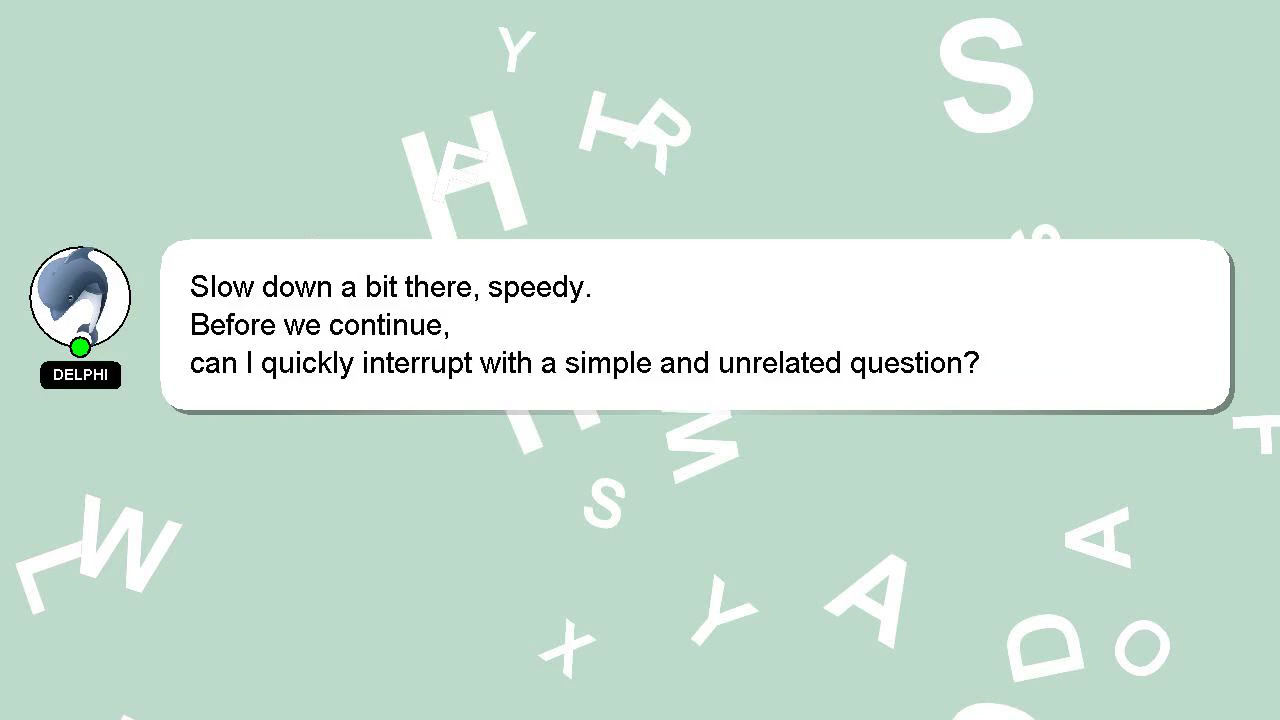 Y
S
T
R
H
A
S
Slow down a bit there, speedy.
Before we continue,
can I quickly interrupt with a simple and unrelated question?
DELPHI
W
S
W
L
A
A
Y
X
D
O